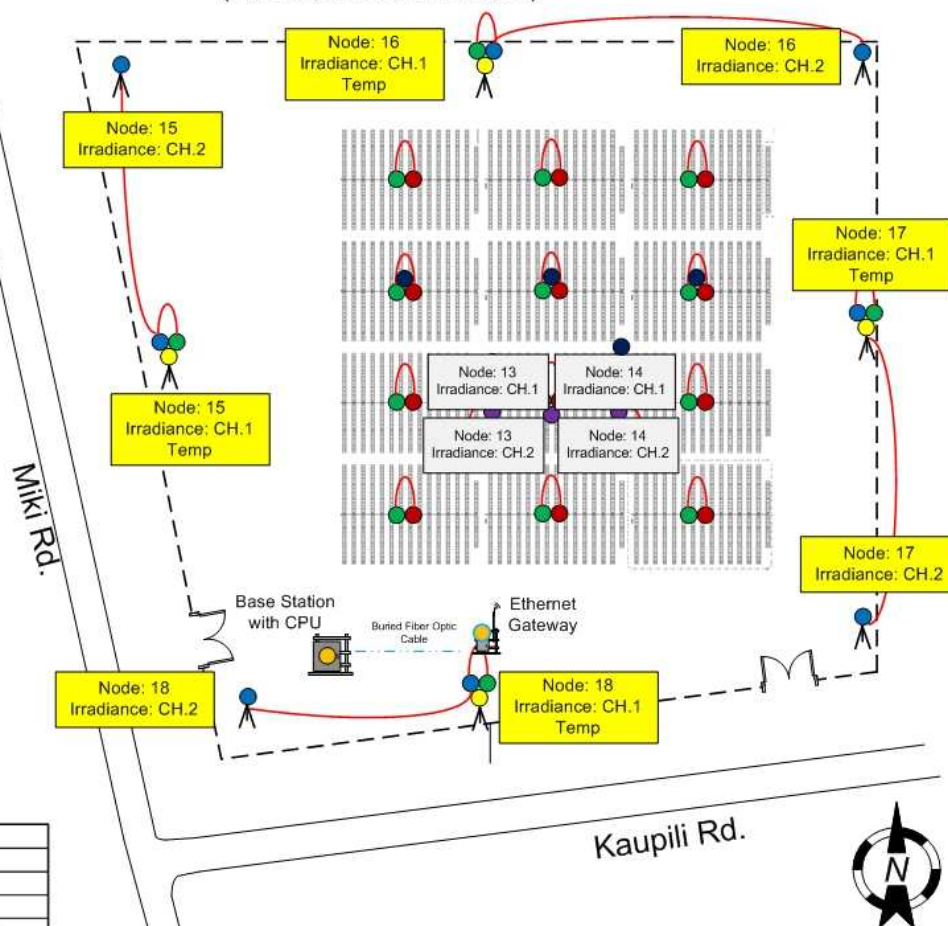 Node: 16
Irradiance: CH.1
Temp
Node: 16
Irradiance: CH.2
Node: 15
Irradiance: CH.2
Node: 17
Irradiance: CH.1
Temp
Node: 13
Irradiance: CH.1
Node: 14
Irradiance: CH.1
Node: 15
Irradiance: CH.1
Temp
Node: 13
Irradiance: CH.2
Node: 14
Irradiance: CH.2
Miki Rd.
Node: 17
Irradiance: CH.2
Base Station
with CPU
Buried Fiber Optic
Cable
Ethernet
Gateway
Node: 18
Irradiance: CH.2
Node: 18
Irradiance: CH.1
Temp
Kaupili Rd.
N